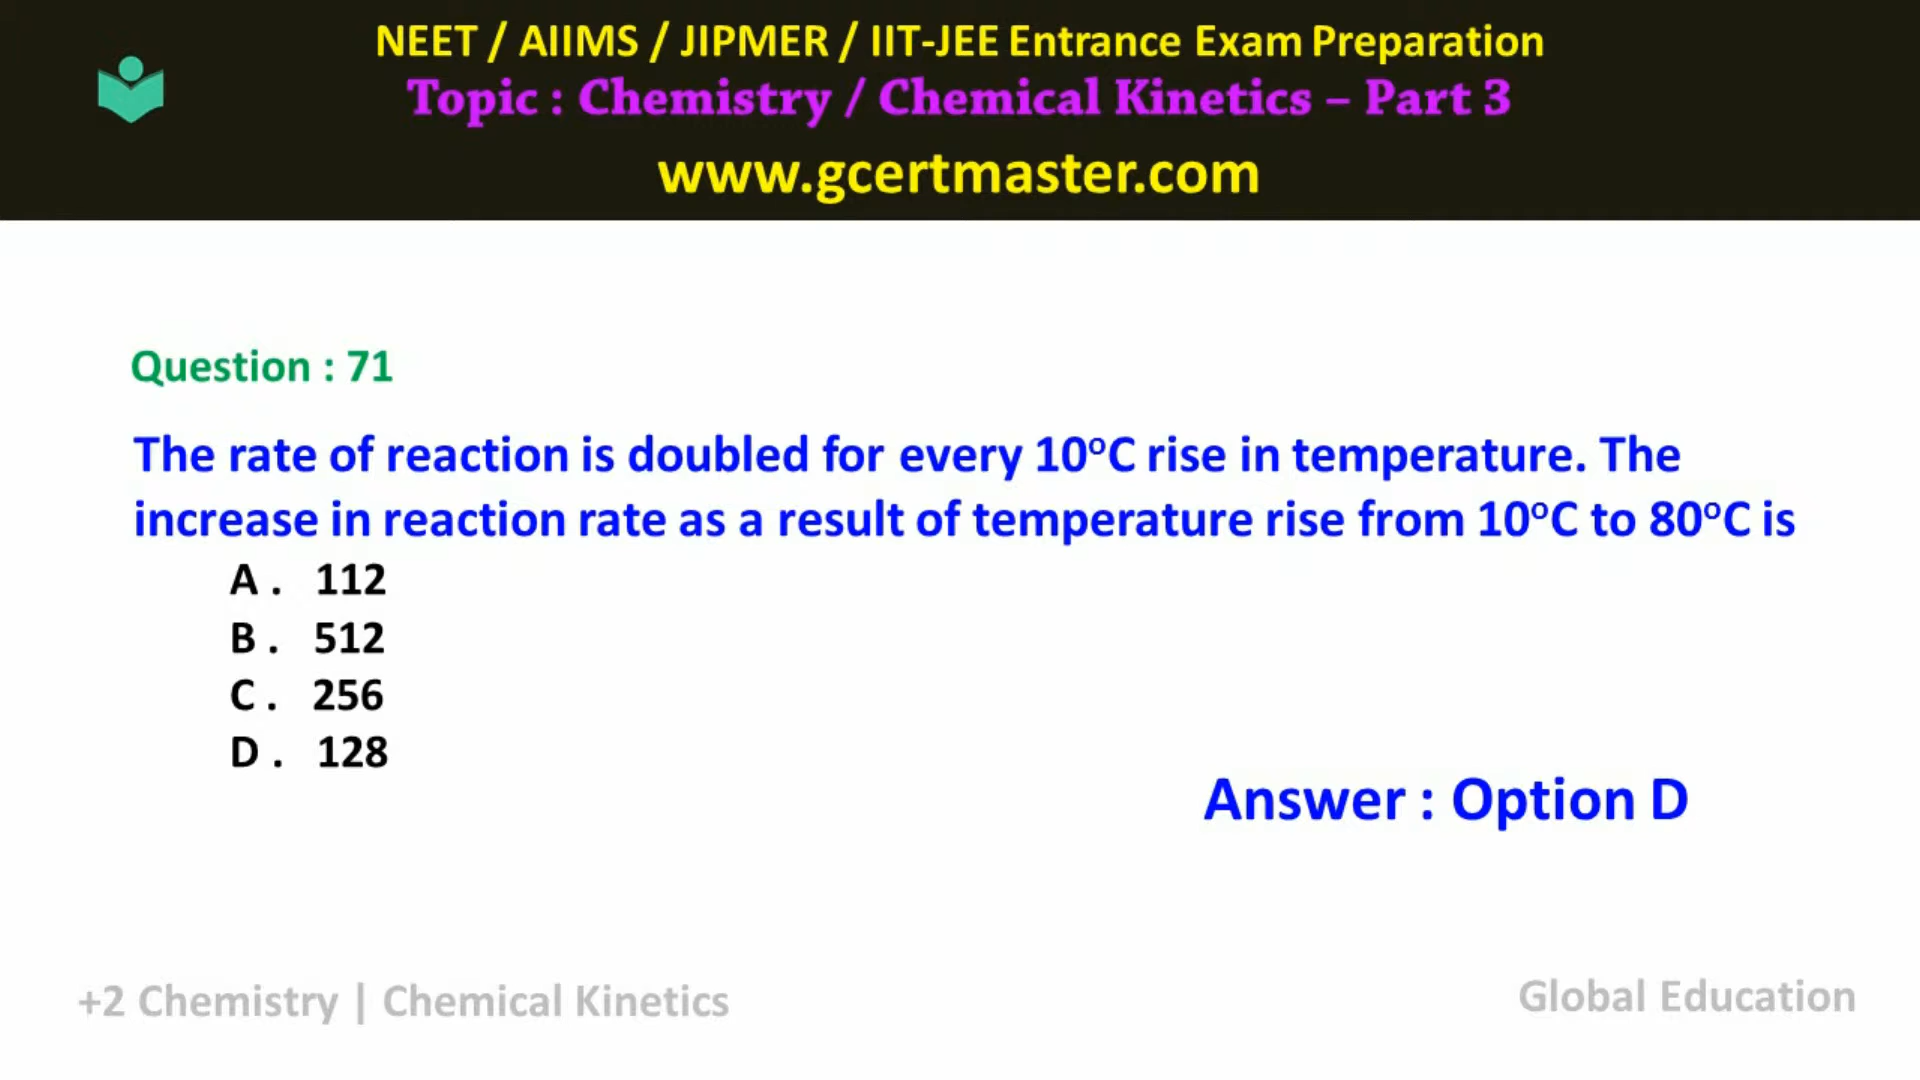 NEET / AIIMS / JIPMER / IIT-JEE Entrance Exam Preparation
Topic : Chemistry / Chemical Kinetics – Part 3
www.gcertmaster.com
Question : 71
The rate of reaction is doubled for every 10°C rise in temperature. The
increase in reaction rate as a result of temperature rise from 10°C to 80°C is
A . 112
B . 512
C . 256
D . 128
Answer : Option D
+2 Chemistry | Chemical Kinetics
Global Education